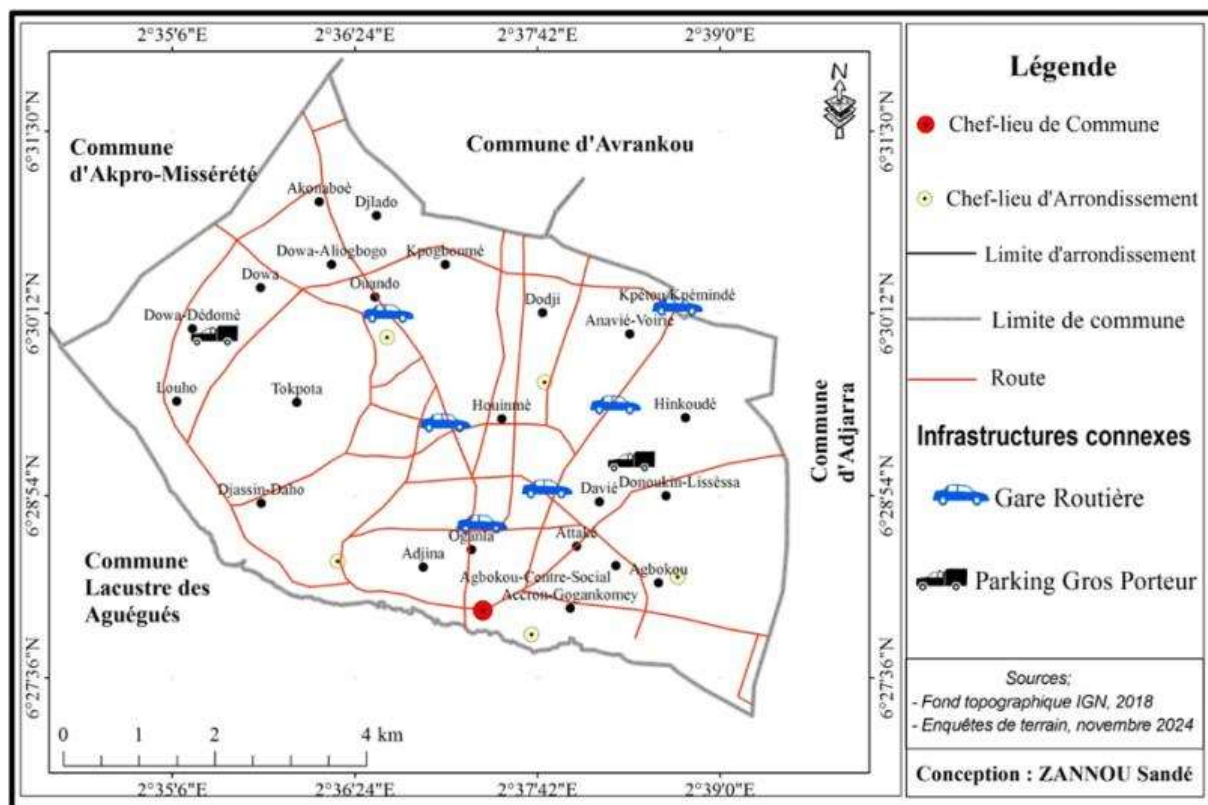 2°35'6"E
2°36'24"E
2°37'42"E
2°39'0"E
6°31'30"N
6°30'12"N
6°28'54"N
6°27'36"N
N
Commune
d'Akpro-Missérété
Commune d'Avrankou
Akonaboè
Djlado
Dowa-Aliogbogo
Kpogbonmè
Dowa
Ouando
Dowa-Dédomè
Dodji
Kpétou Kpémindé
Anavié-Voirie
Louho
Tokpota
Houinmè
Hinkoudé
Commune
d'Adjarra
Djassin-Daho
Davié
Donoukin-Lisséssa
Oganla
Attakè
Adjina
Agbokou-Centre-Social
Agbokou
Accron-Gogankomey
Commune
Lacustre des
Aguégués
0 1 2 4 km
6°31'30"N
6°30'12"N
6°28'54"N
6°27'36"N
2°35'6"E
2°36'24"E
2°37'42"E
2°39'0"E
Légende
Chef-lieu de Commune
Chef-lieu d'Arrondissement
Limite d'arrondissement
Limite de commune
Route
Infrastructures connexes
Gare Routière
Parking Gros Porteur
Sources;
- Fond topographique IGN, 2018
- Enquêtes de terrain, novembre 2024
Conception : ZANNOU Sandé